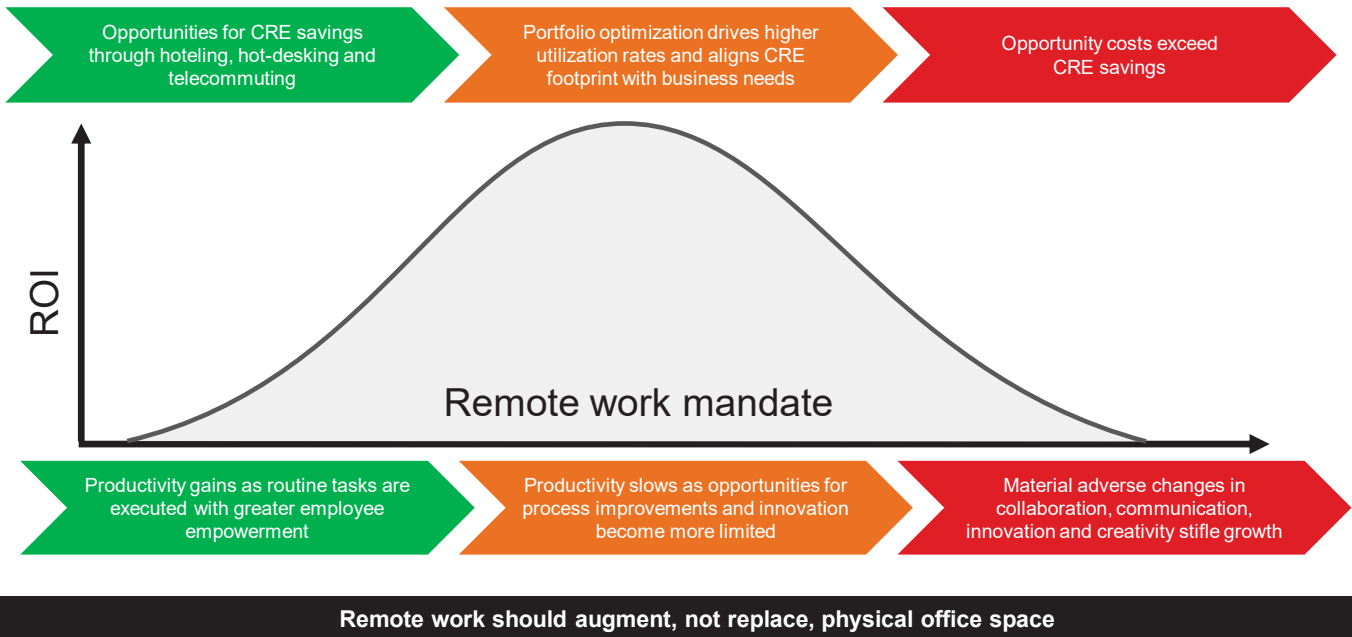 Opportunities for CRE savings
through hoteling, hot-desking and
telecommuting
Portfolio optimization drives higher
utilization rates and aligns CRE
footprint with business needs
Opportunity costs exceed
CRE savings
ROI
Remote work mandate
Productivity gains as routine tasks are
executed with greater employee
empowerment
Productivity slows as opportunities for
process improvements and innovation
become more limited
Material adverse changes in
collaboration, communication,
innovation and creativity stifle growth
Remote work should augment, not replace, physical office space